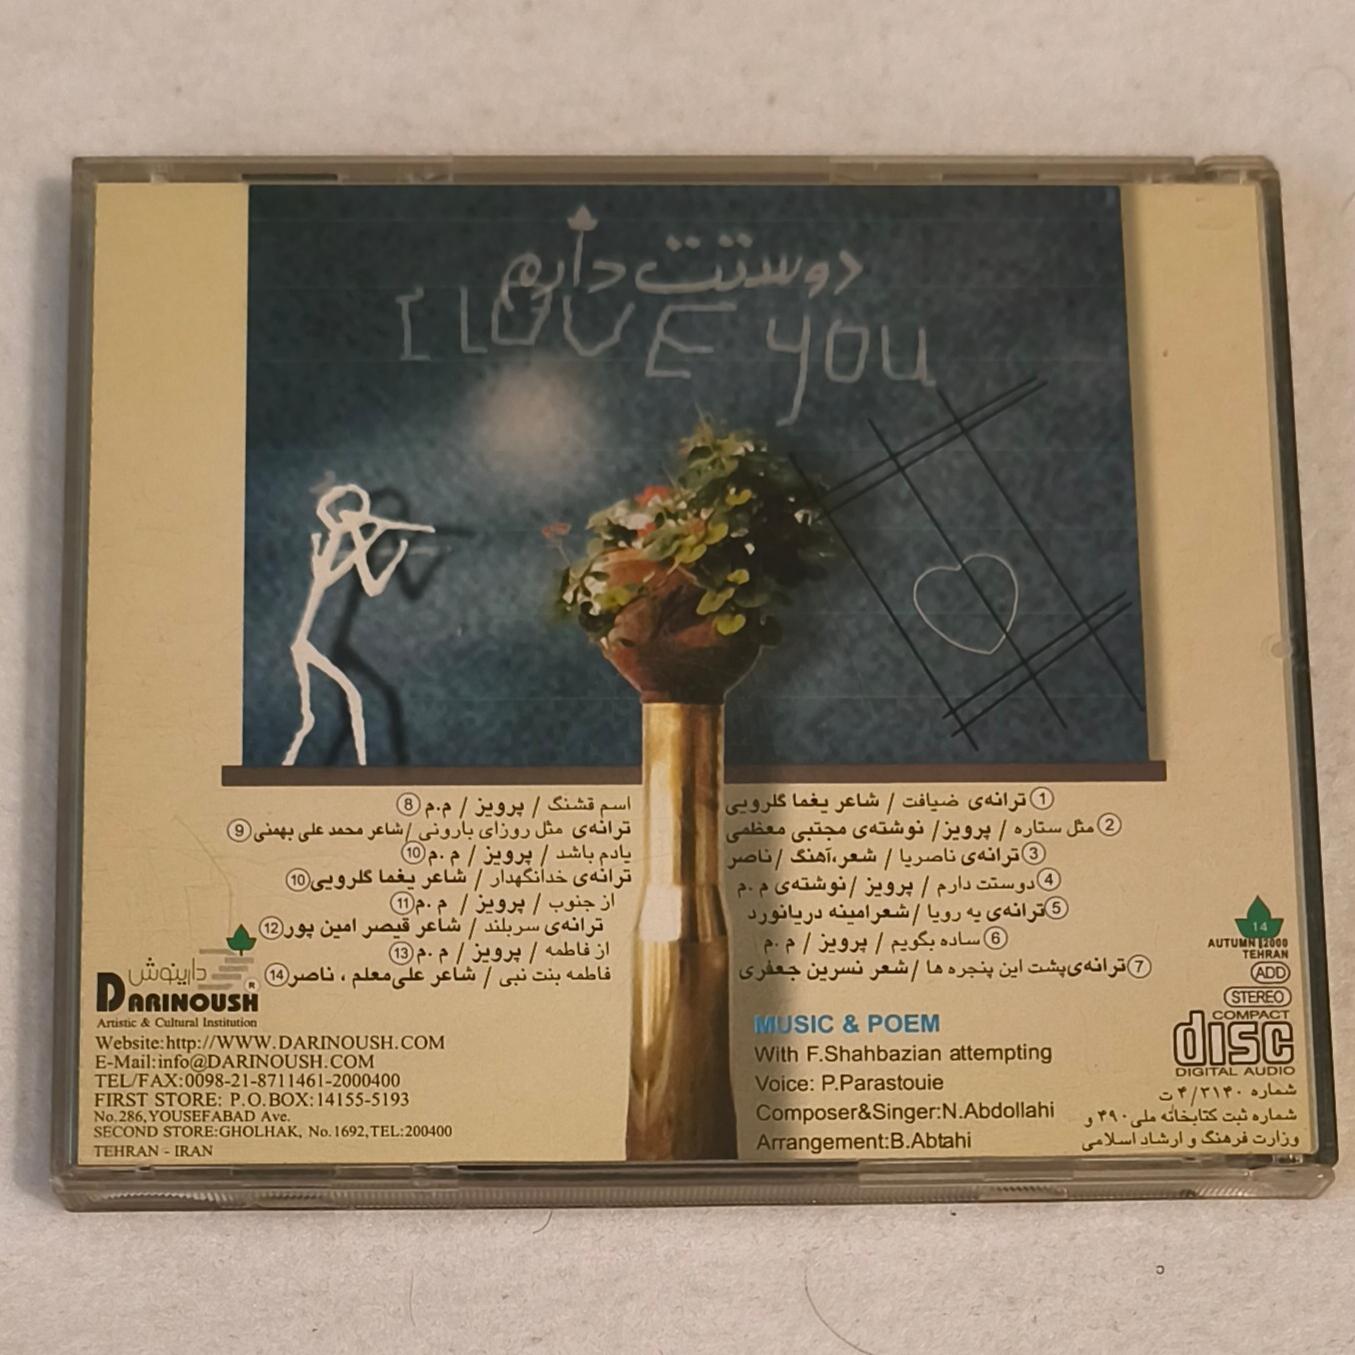 دوستت دارم
I LOVE you
① ترانه‌ی ضیافت / شاعر یغما گلرویی
② مثل ستاره / پرویز / نوشته‌ی مجتبی معظمی
③ ترانه‌ی ناصریا / شعر،آهنگ / ناصر
④ دوستت دارم / پرویز / نوشته‌ی م .م
⑤ ترانه‌ی یه رویا / شعرامینه دریانورد
⑥ ساده بگویم / پرویز / م .م
⑦ ترانه‌ی پشت این پنجره ها / شعر نسرین جعفری
⑧ اسم قشنگ / پرویز / م.م
⑨ ترانه‌ی مثل روزای بارونی / شاعر محمد علی بهمنی
⑩ یادم باشد / پرویز / م .م
⑩ ترانه‌ی خدانگهدار / شاعر یغما گلرویی
⑪ از جنوب / پرویز / م .م
⑫ ترانه‌ی سربلند / شاعر قیصر امین پور
⑬ از فاطمه / پرویز / م .م
⑭ فاطمه بنت نبی / شاعر علی معلم ، ناصر
دارینوش
DARINOUSH ®
Artistic & Cultural Institution
Website:http://WWW.DARINOUSH.COM
E-Mail:info@DARINOUSH.COM
TEL/FAX:0098-21-8711461-2000400
FIRST STORE: P.O.BOX:14155-5193
No.286,YOUSEFABAD Ave.
SECOND STORE:GHOLHAK, No.1692,TEL:200400
TEHRAN - IRAN
MUSIC & POEM
With F.Shahbazian attempting
Voice: P.Parastouie
Composer&Singer:N.Abdollahi
Arrangement:B.Abtahi
14
AUTUMN 2000
TEHRAN
ADD
STEREO
COMPACT
disc
DIGITAL AUDIO
شماره ۴/۳۱۴۰ ت
شماره ثبت کتابخانه ملی ۴۹۰ و
وزارت فرهنگ و ارشاد اسلامی